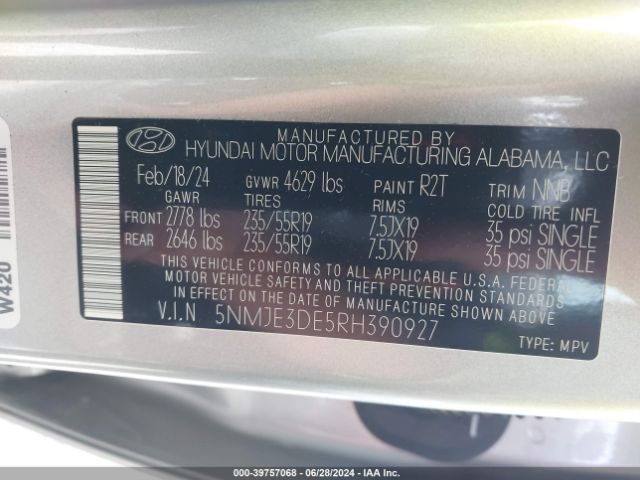 MANUFACTURED BY
HYUNDAI MOTOR MANUFACTURING ALABAMA, LLC
Feb/18/24 GVWR 4629 lbs PAINT R2T TRIM NNB
GAWR TIRES RIMS COLD TIRE INFL
FRONT 2778 lbs 235/55R19 7.5JX19 35 psi SINGLE
REAR 2646 lbs 235/55R19 7.5JX19 35 psi SINGLE
THIS VEHICLE CONFORMS TO ALL APPLICABLE U.S.A. FEDERAL
MOTOR VEHICLE SAFETY AND THEFT PREVENTION STANDARDS
IN EFFECT ON THE DATE OF MANUFACTURE SHOWN ABOVE
V.I.N 5NMJE3DE5RH390927
TYPE: MPV
W420
000-39757068 - 06/28/2024 - IAA Inc.